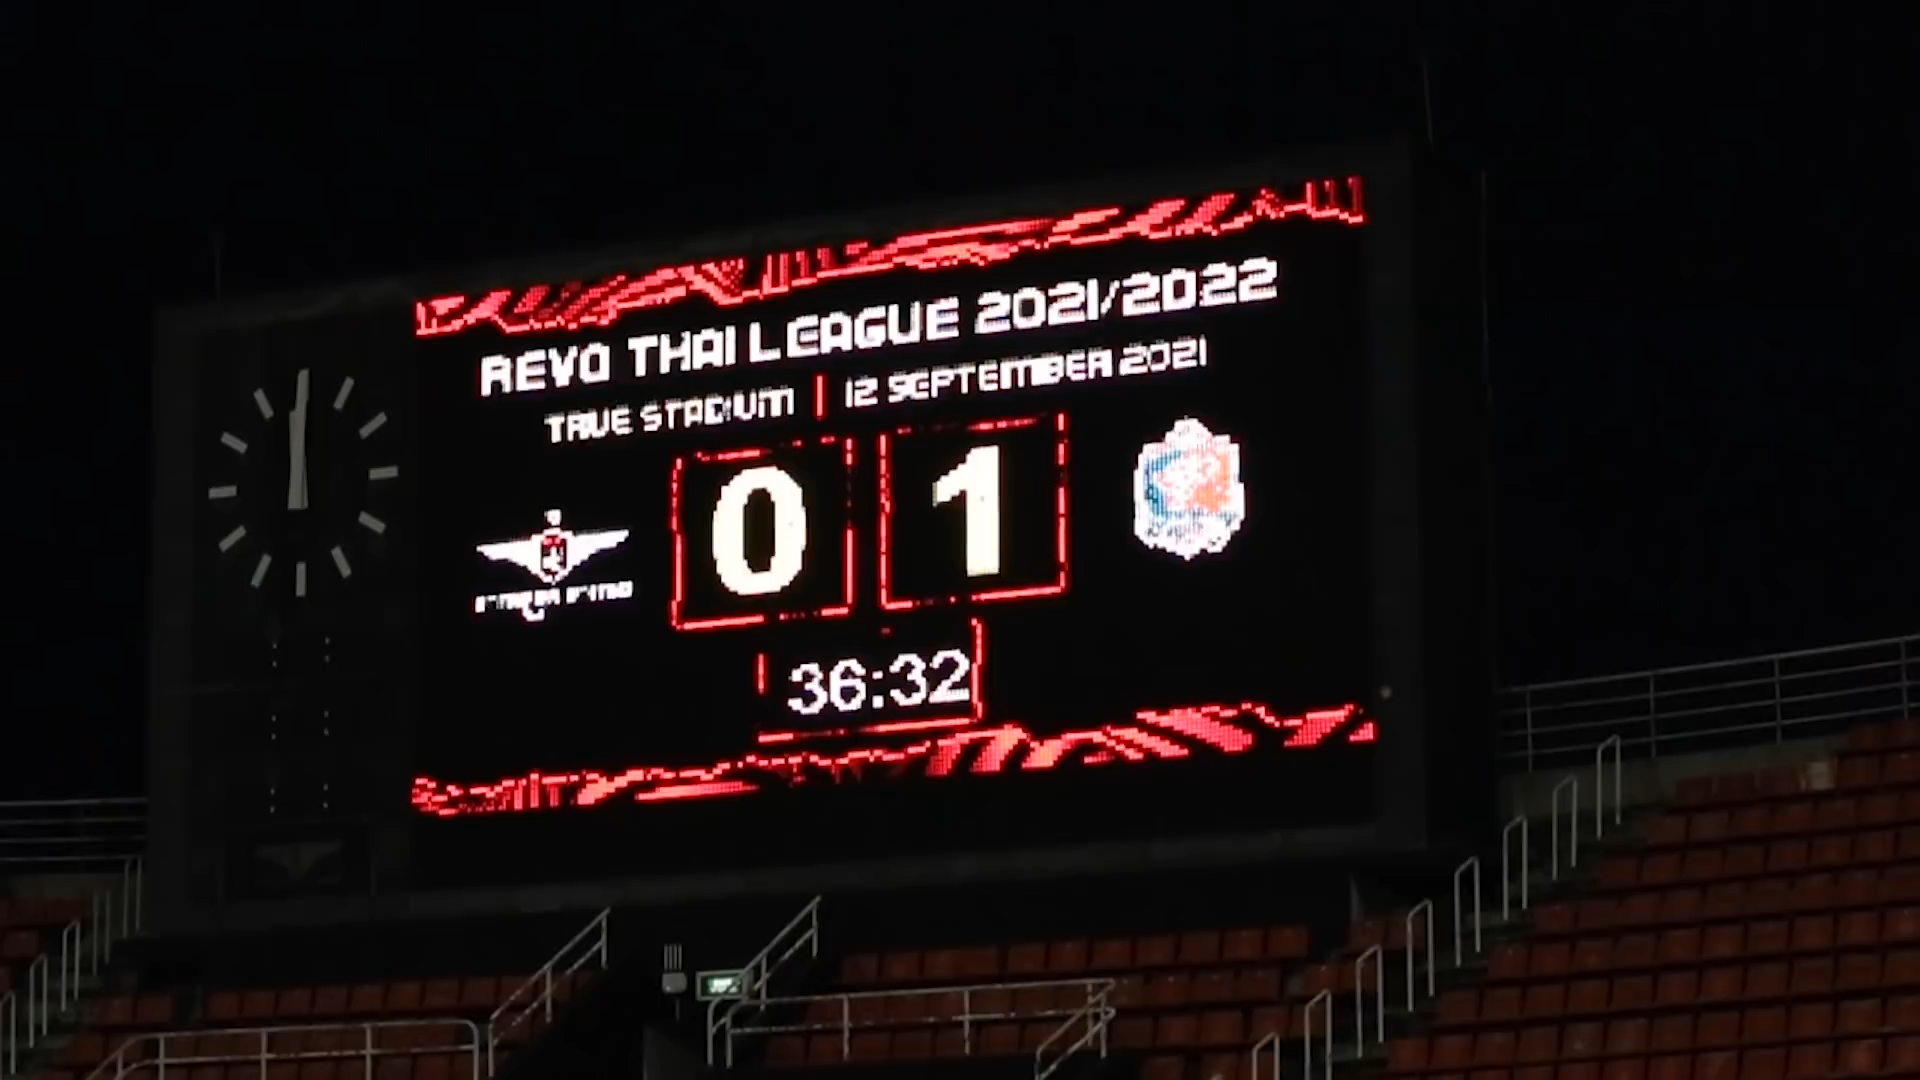 REVO THAI LEAGUE 2021/2022
TRUE STADIUM | 12 SEPTEMBER 2021
0 1
36:32